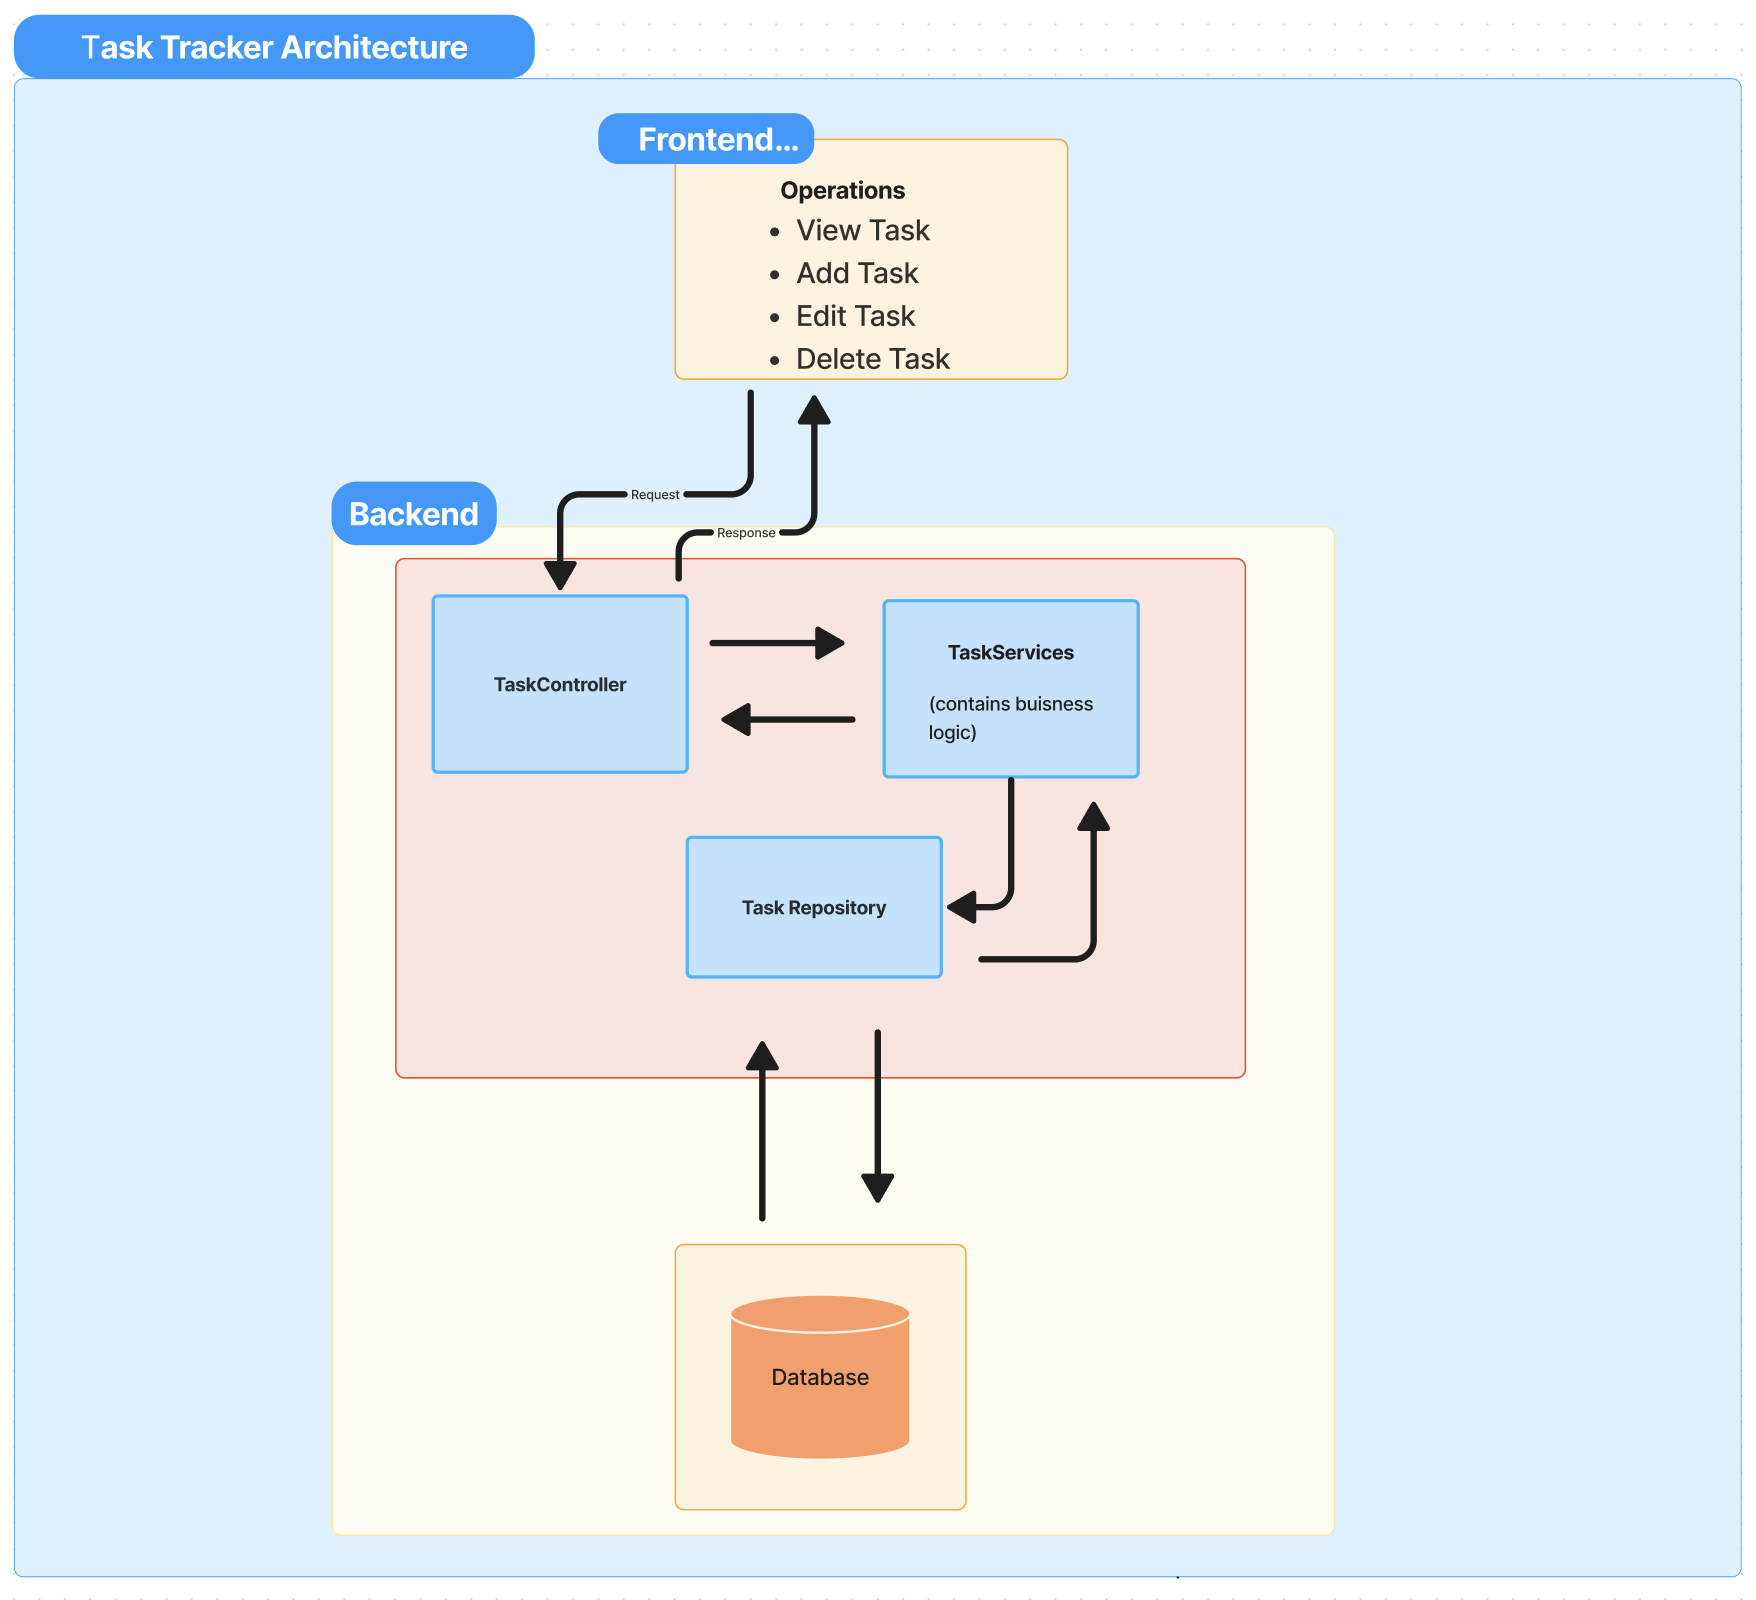 Task Tracker Architecture
Frontend...
Operations
• View Task
• Add Task
• Edit Task
• Delete Task
Request
Response
Backend
TaskController
TaskServices
(contains buisness
logic)
Task Repository
Database